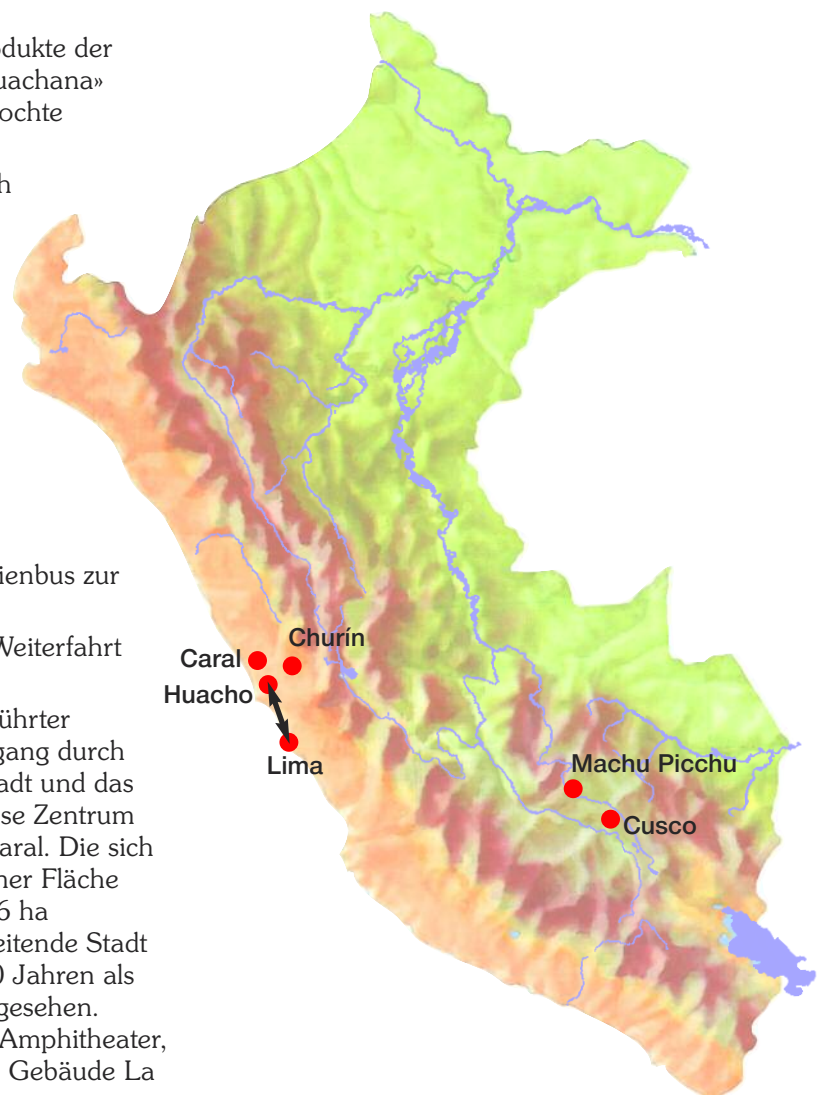 odukte der
uachana»
ochte
h
ienbus zur
Weiterfahrt
ührter
gang durch
adt und das
se Zentrum
aral. Die sich
ner Fläche
6 ha
eitende Stadt
0 Jahren als
gesehen.
Amphitheater,
Gebäude La
Churín
Caral
Huacho
Lima
Machu Picchu
Cusco